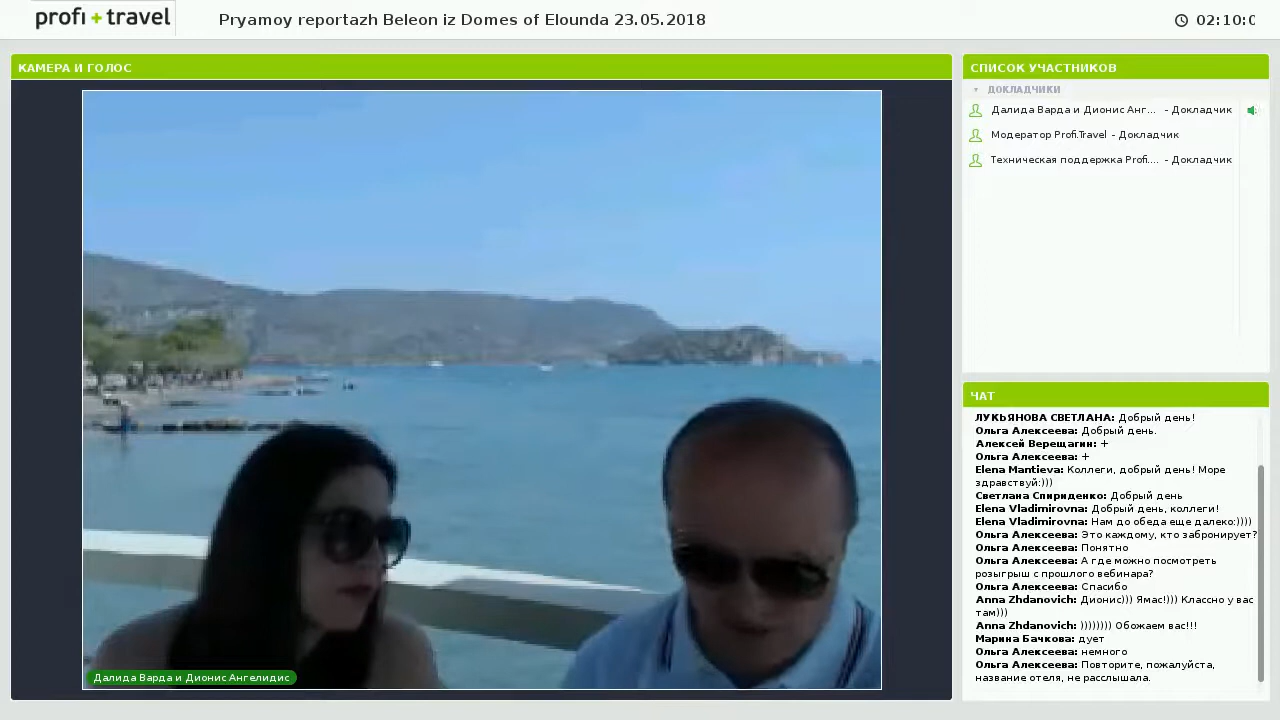 profi + travel
Pryamoy reportazh Beleon iz Domes of Elounda 23.05.2018
02:10:0
КАМЕРА И ГОЛОС
Далида Варда и Дионис Ангелидис
СПИСОК УЧАСТНИКОВ
ДОКЛАДЧИКИ
Далида Варда и Дионис Анг... - Докладчик
Модератор Profi.Travel - Докладчик
Техническая поддержка Profi.... - Докладчик
ЧАТ
ЛУКЬЯНОВА СВЕТЛАНА: Добрый день!
Ольга Алексеева: Добрый день.
Алексей Верещагин: +
Ольга Алексеева: +
Elena Mantieva: Коллеги, добрый день! Море
здравствуй:)))
Светлана Спириденко: Добрый день
Elena Vladimirovna: Добрый день, коллеги!
Elena Vladimirovna: Нам до обеда еще далеко:))))
Ольга Алексеева: Это каждому, кто забронирует?
Ольга Алексеева: Понятно
Ольга Алексеева: А где можно посмотреть
розыгрыш с прошлого вебинара?
Ольга Алексеева: Спасибо
Anna Zhdanovich: Дионис))) Ямас!))) Классно у вас
там)))
Anna Zhdanovich: )))))))) Обожаем вас!!!
Марина Бачкова: дует
Ольга Алексеева: немного
Ольга Алексеева: Повторите, пожалуйста,
название отеля, не расслышала.